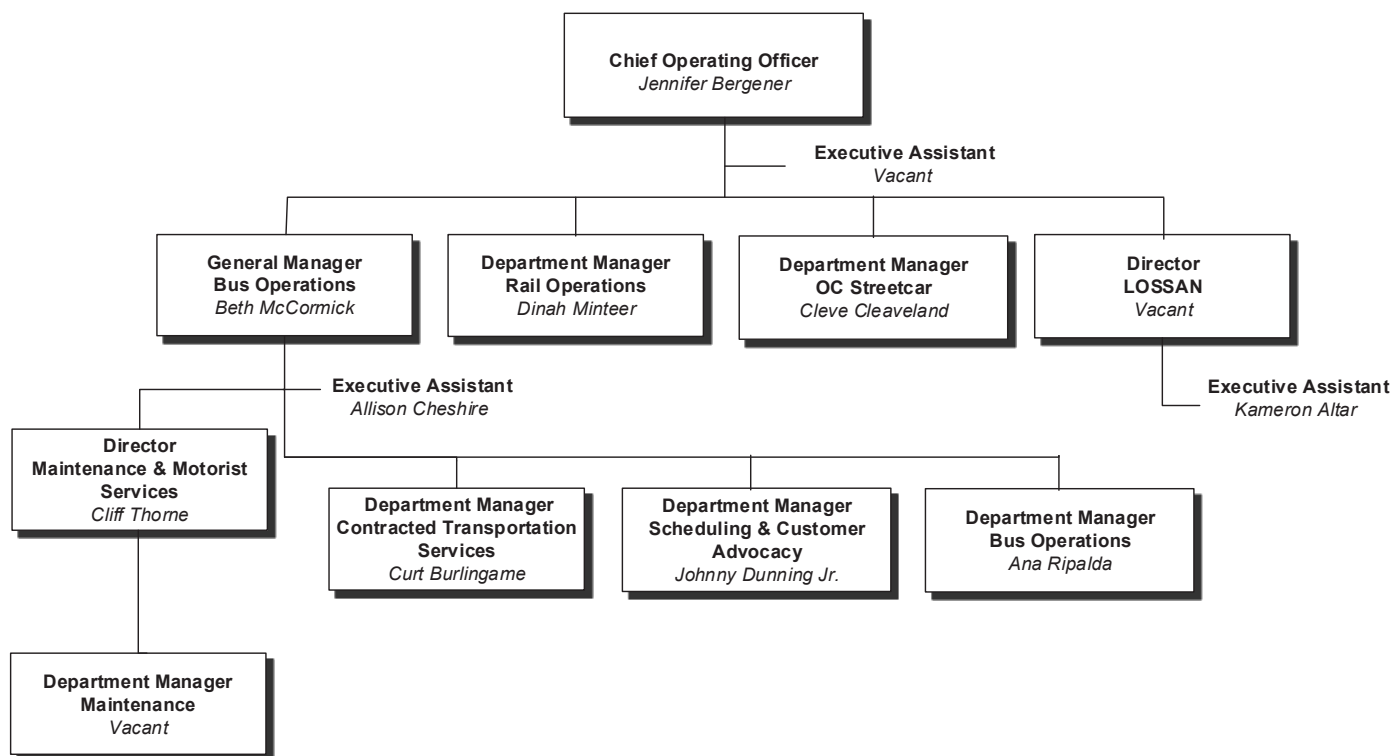 Chief Operating Officer
Jennifer Bergener
Executive Assistant
Vacant
General Manager
Bus Operations
Beth McCormick
Department Manager
Rail Operations
Dinah Minteer
Department Manager
OC Streetcar
Cleve Cleaveland
Director
LOSSAN
Vacant
Executive Assistant
Allison Cheshire
Executive Assistant
Kameron Altar
Director
Maintenance & Motorist
Services
Cliff Thorne
Department Manager
Contracted Transportation
Services
Curt Burlingame
Department Manager
Scheduling & Customer
Advocacy
Johnny Dunning Jr.
Department Manager
Bus Operations
Ana Ripalda
Department Manager
Maintenance
Vacant